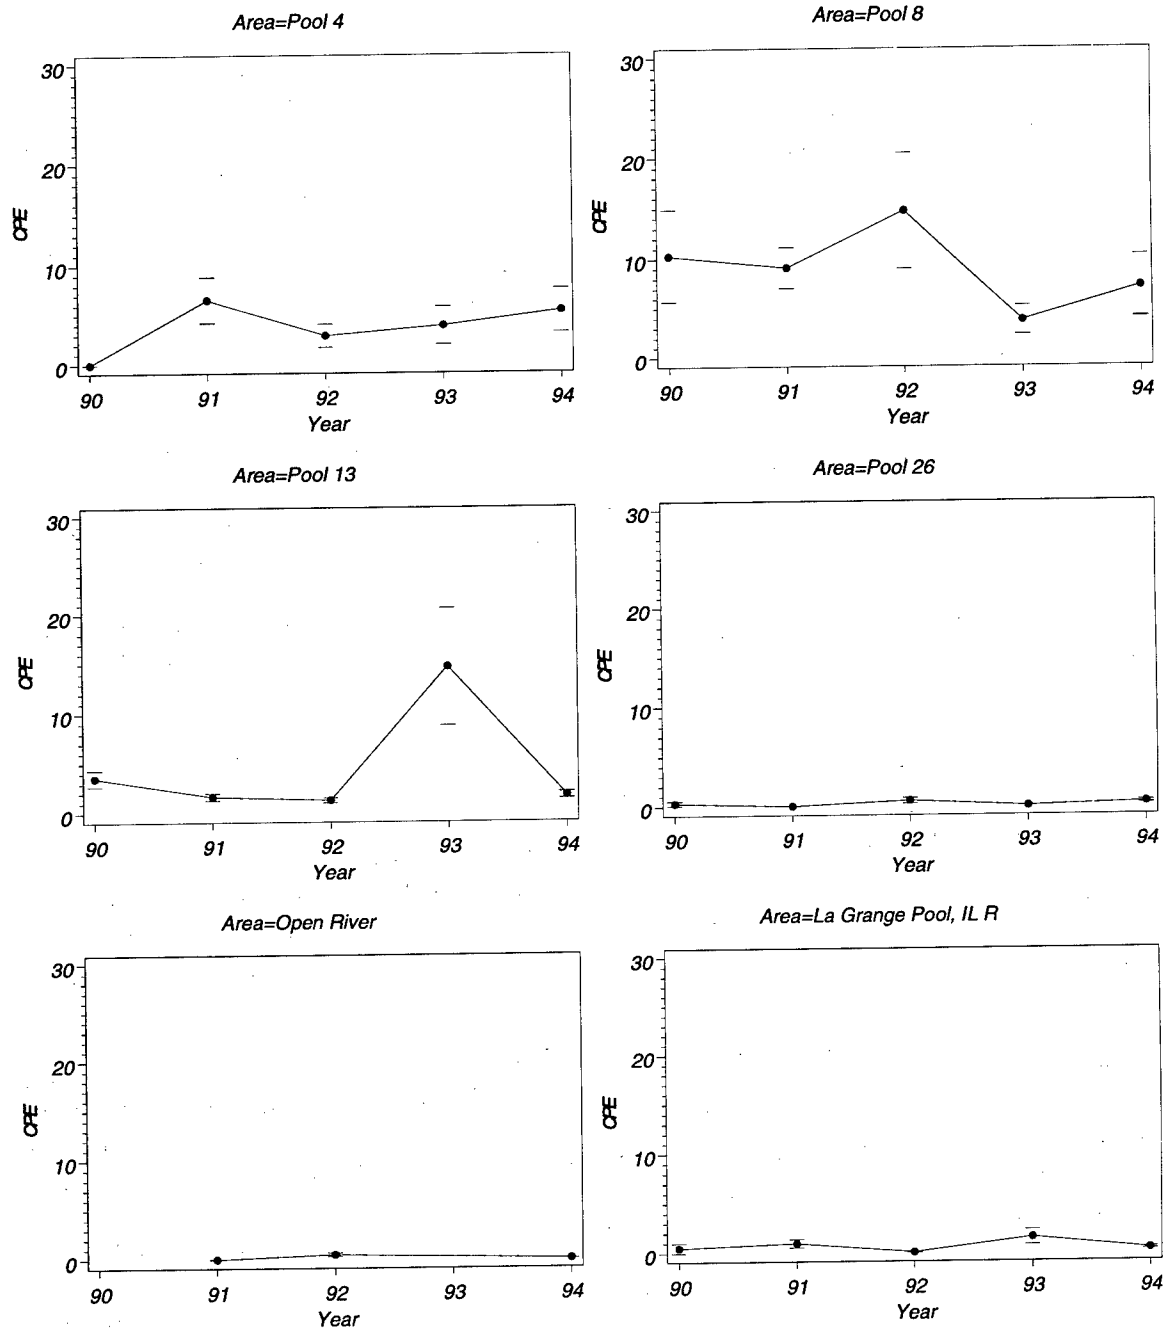 Area=Pool 4
30
20
10
0
CPE
90 91 92 93 94
Year
Area=Pool 8
30
20
10
0
CPE
90 91 92 93 94
Year
Area=Pool 13
30
20
10
0
CPE
90 91 92 93 94
Year
Area=Pool 26
30
20
10
0
CPE
90 91 92 93 94
Year
Area=Open River
30
20
10
0
CPE
90 91 92 93 94
Year
Area=La Grange Pool, IL R
30
20
10
0
CPE
90 91 92 93 94
Year